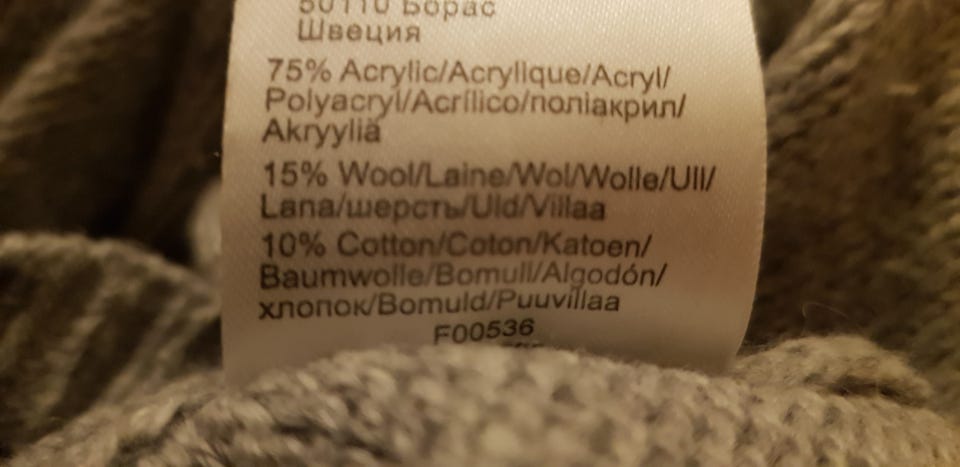 50110 Борас
Швеция
75% Acrylic/Acrylique/Acryl/
Polyacryl/Acrílico/поліакрил/
Akryyliä
15% Wool/Laine/Wol/Wolle/Ull/
Lana/шерсть/Uld/Villaa
10% Cotton/Coton/Katoen/
Baumwolle/Bomull/Algodón/
хлопок/Bomuld/Puuvillaa
F00536